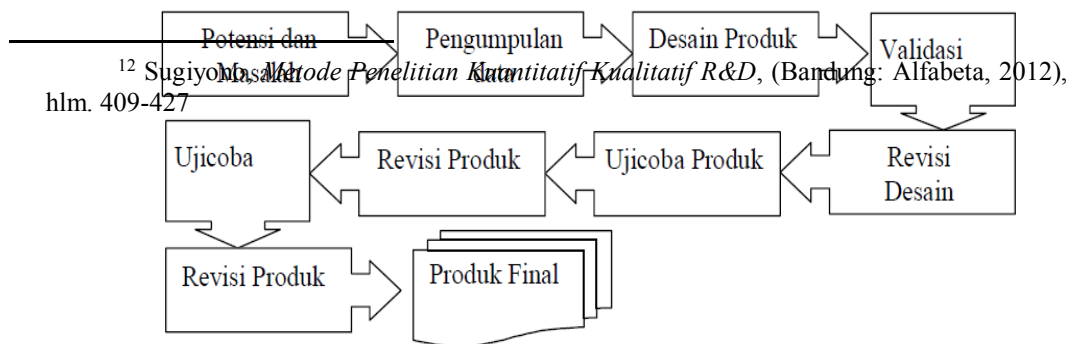 Potensi dan
Masalah
Pengumpulan
data
Desain Produk
Validasi
12 Sugiyono, Metode Penelitian Kuantitatif Kualitatif R&D, (Bandung: Alfabeta, 2012),
hlm. 409-427
Revisi
Desain
Ujicoba Produk
Revisi Produk
Ujicoba
Revisi Produk
Produk Final